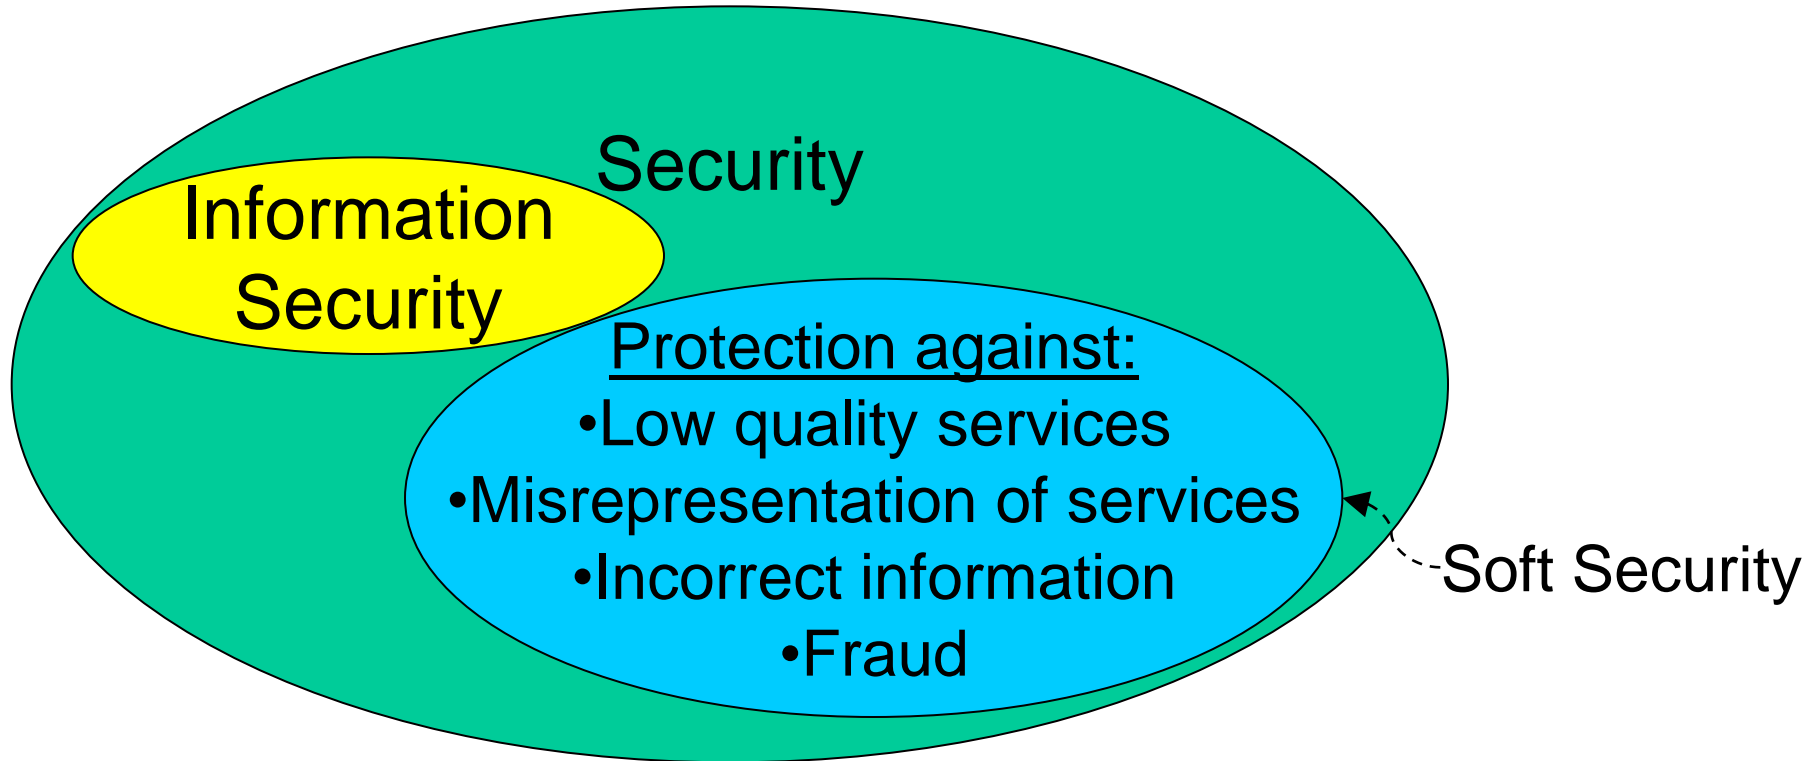 Security
Information
Security
Protection against:
•Low quality services
•Misrepresentation of services
•Incorrect information
•Fraud
Soft Security